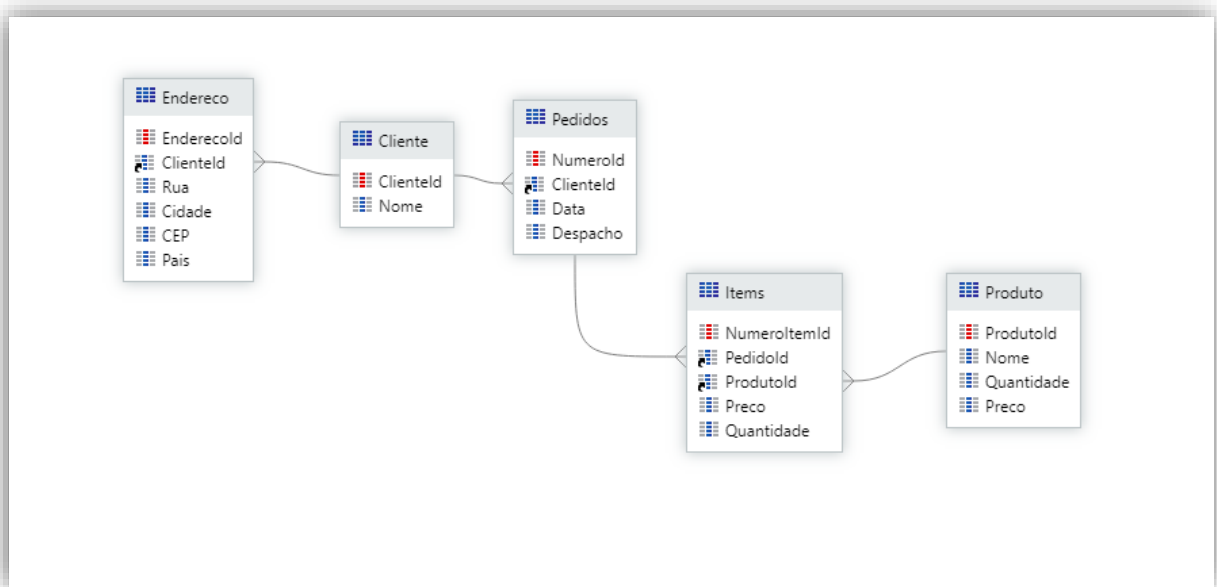 Endereco
EnderecoId
ClienteId
Rua
Cidade
CEP
Pais
Cliente
ClienteId
Nome
Pedidos
NumeroId
ClienteId
Data
Despacho
Items
NumeroItemId
PedidoId
ProdutoId
Preco
Quantidade
Produto
ProdutoId
Nome
Quantidade
Preco